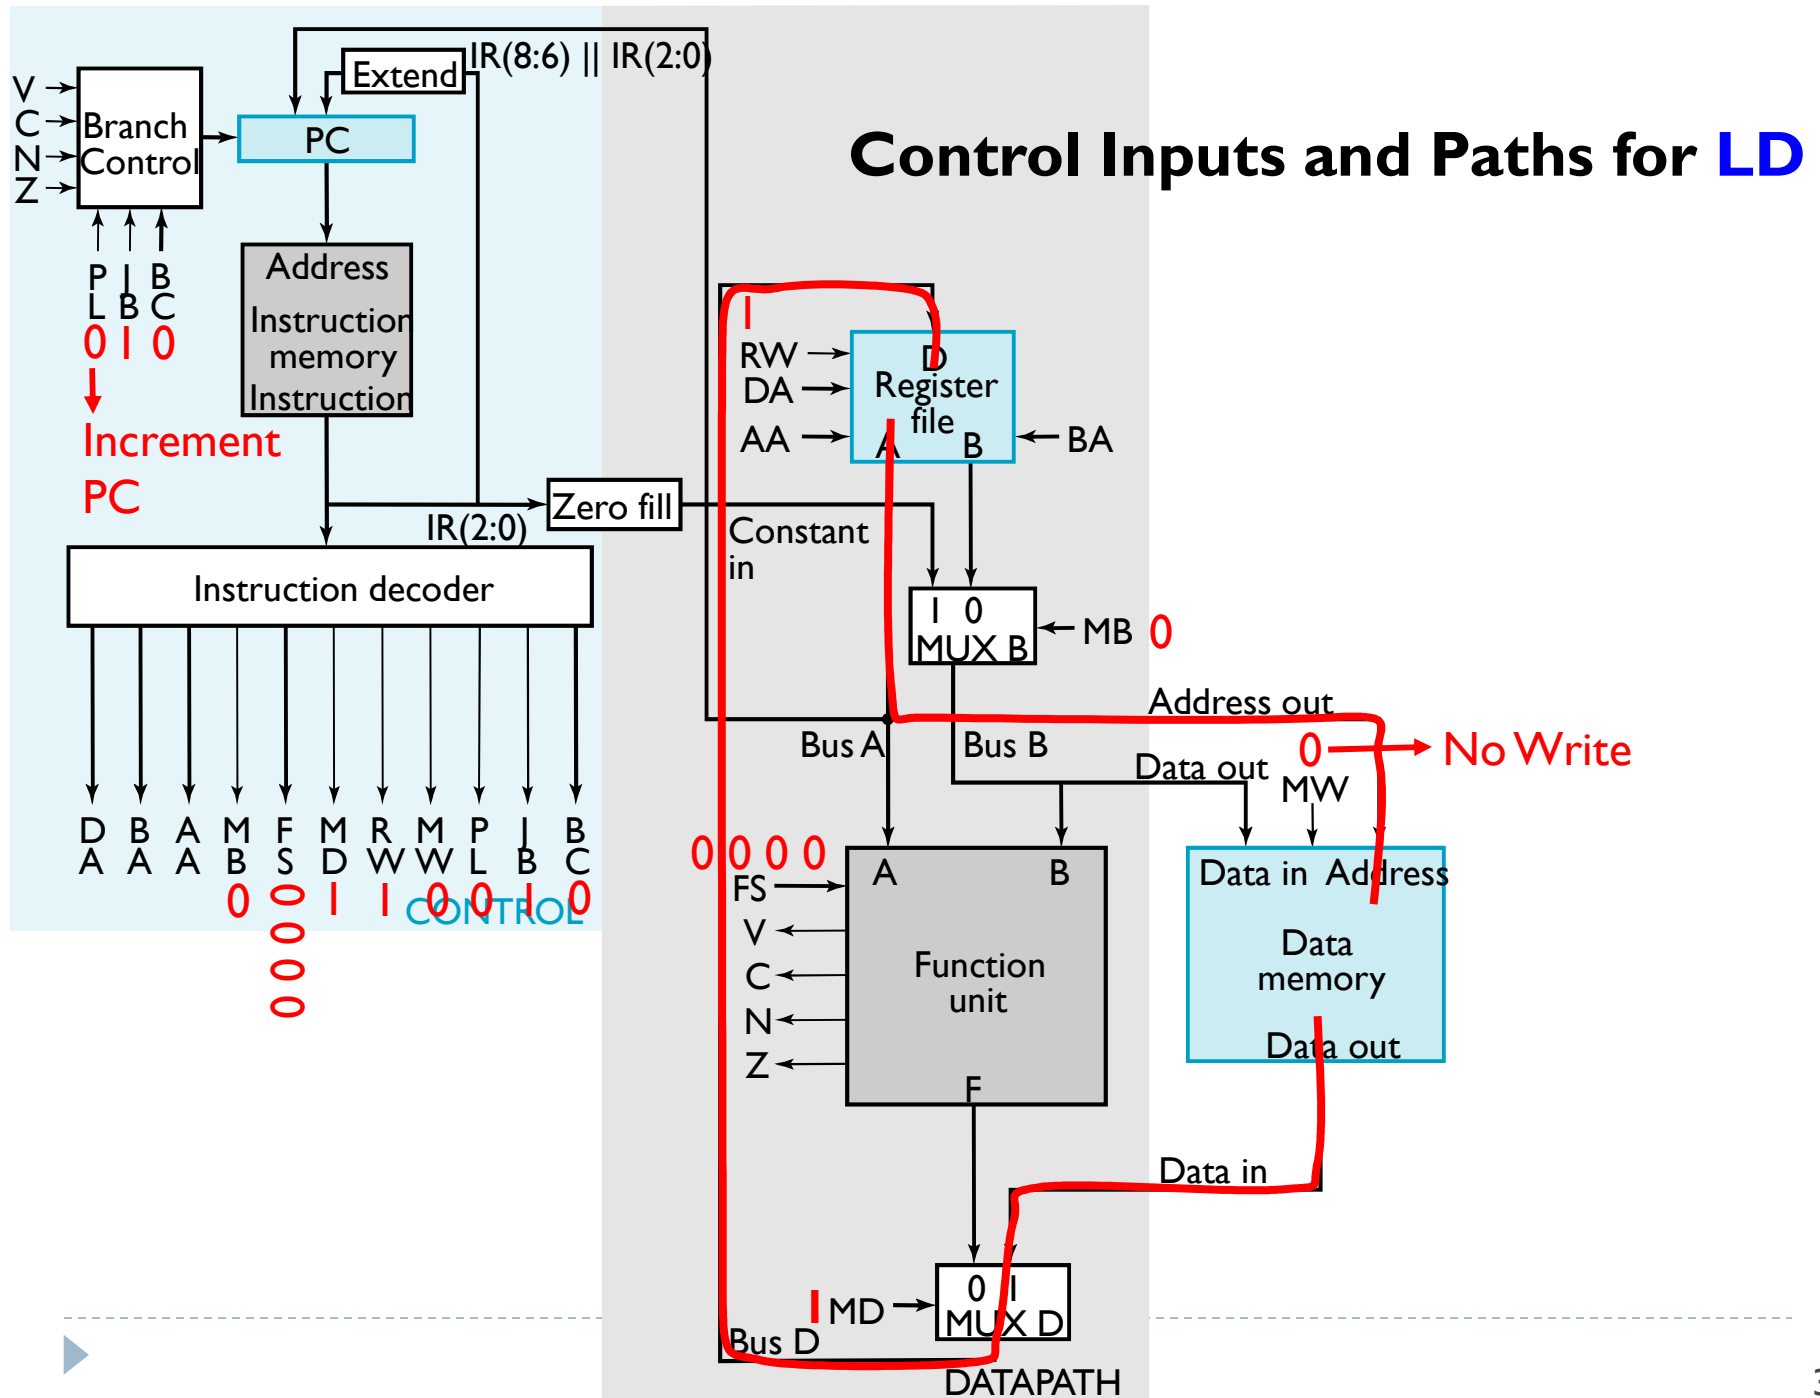 Control Inputs and Paths for LD
IR(8:6) || IR(2:0)
Extend
V
C
N
Z
Branch
Control
PC
P J B
L B C
0 1 0
Increment
PC
Address
Instruction
memory
Instruction
IR(2:0)
Zero fill
Instruction decoder
D B A M F M R M P J B
A A A B S D W W L B C
0 0 1 1 0 0 1 0
0
0
0
CONTROL
1
RW
DA
AA
D
Register
file
A B
BA
Constant
in
1 0
MUX B
MB 0
Address out
Bus A
Bus B
0
No Write
Data out
MW
0 0 0 0
FS
V
C
N
Z
A B
Function
unit
F
Data in Address
Data
memory
Data out
Data in
0 1
MUX D
1 MD
Bus D
DATAPATH